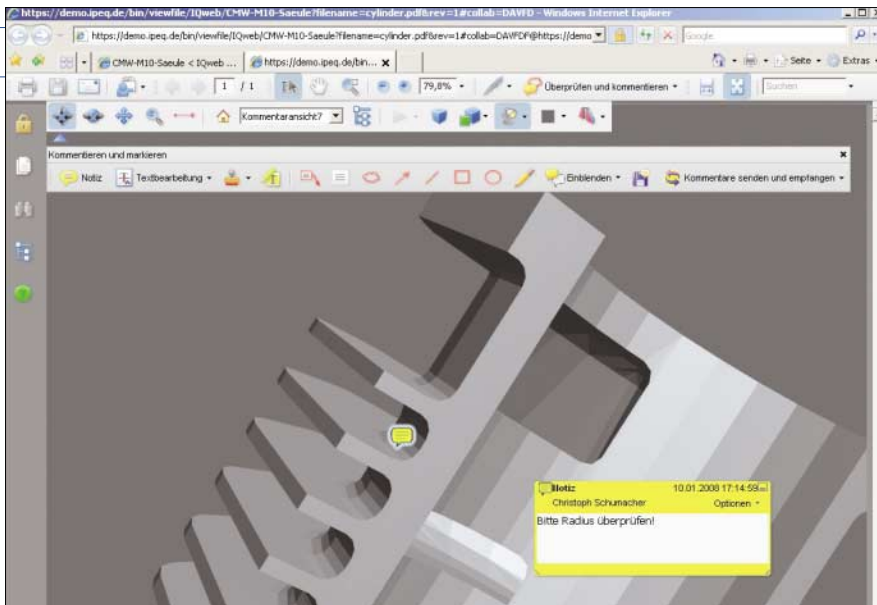 https://demo.ipeq.de/bin/viewfile/IQweb/CMW-M10-Saeule?filename=cylinder.pdf&rev=1#collab=DAVFD - Windows Internet Explorer
https://demo.ipeq.de/bin/viewfile/IQweb/CMW-M10-Saeule?filename=cylinder.pdf&rev=1#collab=DAVFDF@https://demo
Google
CMW-M10-Saeule < IQweb ...
https://demo.ipeq.de/bin...
Seite
Extras
1 / 1
79,8%
Überprüfen und kommentieren
Suchen
Kommentaransicht7
Kommentieren und markieren
Notiz
Textbearbeitung
Einblenden
Kommentare senden und empfangen
Notiz
10.01.2008 17:14:59
Christoph Schumacher
Optionen
Bitte Radius überprüfen!